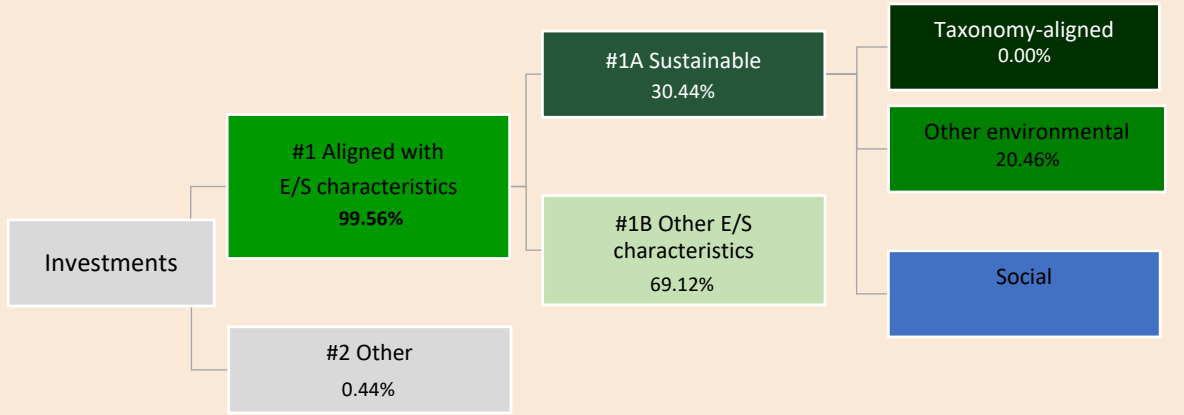 Investments
#1 Aligned with
E/S characteristics
99.56%
#2 Other
0.44%
#1A Sustainable
30.44%
#1B Other E/S
characteristics
69.12%
Taxonomy-aligned
0.00%
Other environmental
20.46%
Social